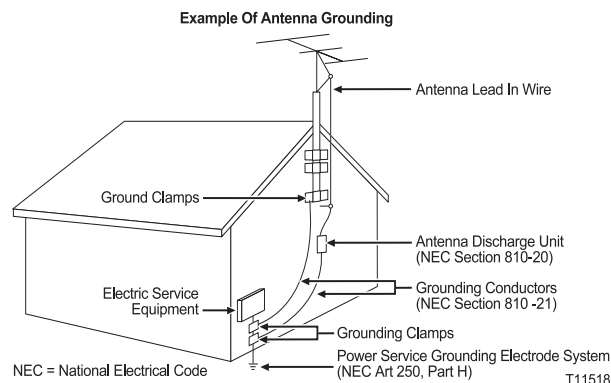 Example Of Antenna Grounding
Antenna Lead In Wire
Ground Clamps
Antenna Discharge Unit
(NEC Section 810-20)
Electric Service
Equipment
Grounding Conductors
(NEC Section 810 -21)
Grounding Clamps
Power Service Grounding Electrode System
(NEC Art 250, Part H)
NEC = National Electrical Code
T11518